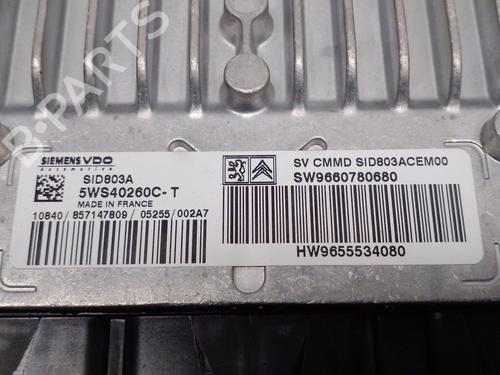 B-PARTS
SIEMENS VDO
Automotive
SID803A
5WS40260C-T
MADE IN FRANCE
10840/857147809/05255/002A7
SV CMMD SID803ACEM00
SW9660780680
HW9655534080